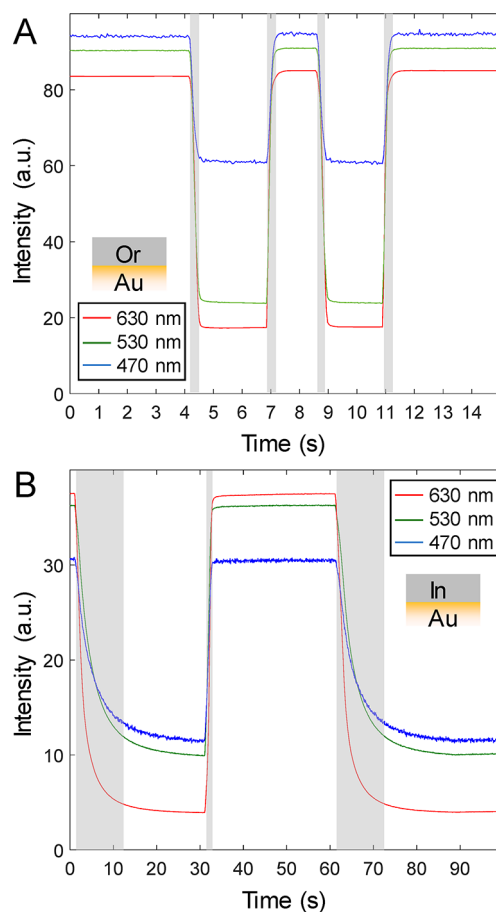 A
100
80
60
40
20
0
Intensity (a.u.)
Or
Au
630 nm
530 nm
470 nm
0 1 2 3 4 5 6 7 8 9 10 11 12 13 14
Time (s)
B
30
20
10
0
Intensity (a.u.)
630 nm
530 nm
470 nm
In
Au
0 10 20 30 40 50 60 70 80 90
Time (s)